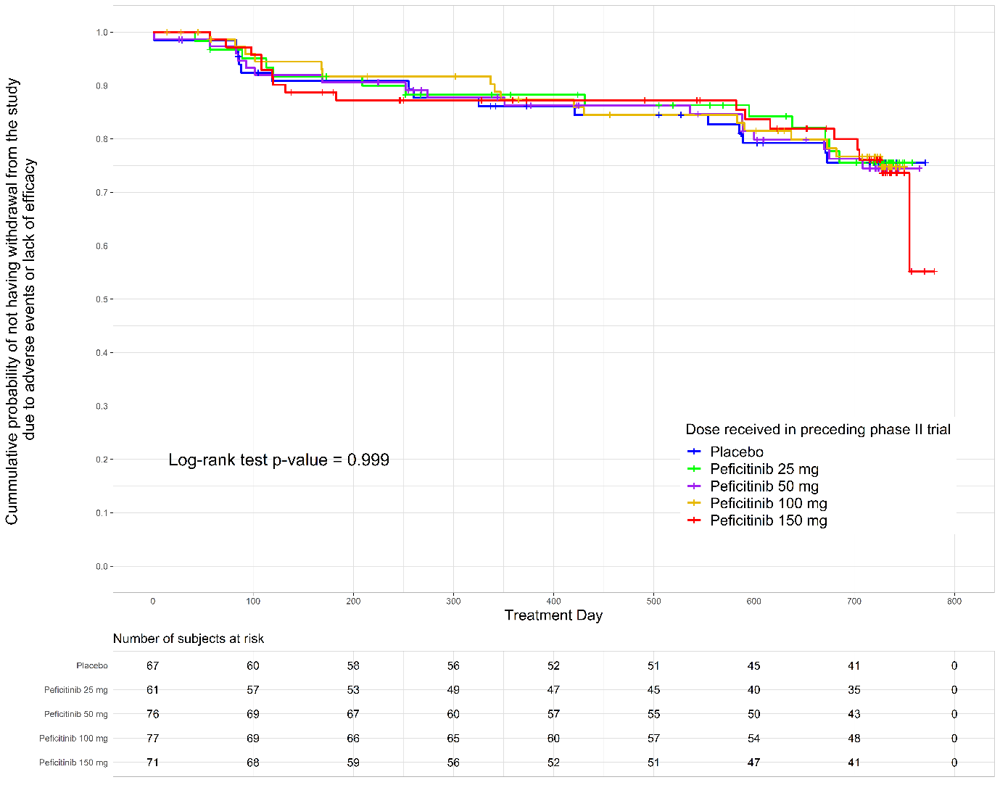 Cummulative probability of not having withdrawal from the study
due to adverse events or lack of efficacy
1.0
0.9
0.8
0.7
0.6
0.5
0.4
0.3
0.2
0.1
0.0
Log-rank test p-value = 0.999
Dose received in preceding phase II trial
Placebo
Peficitinib 25 mg
Peficitinib 50 mg
Peficitinib 100 mg
Peficitinib 150 mg
0 100 200 300 400 500 600 700 800
Treatment Day
Number of subjects at risk
Placebo 67 60 58 56 52 51 45 41 0
Peficitinib 25 mg 61 57 53 49 47 45 40 35 0
Peficitinib 50 mg 76 69 67 60 57 55 50 43 0
Peficitinib 100 mg 77 69 66 65 60 57 54 48 0
Peficitinib 150 mg 71 68 59 56 52 51 47 41 0